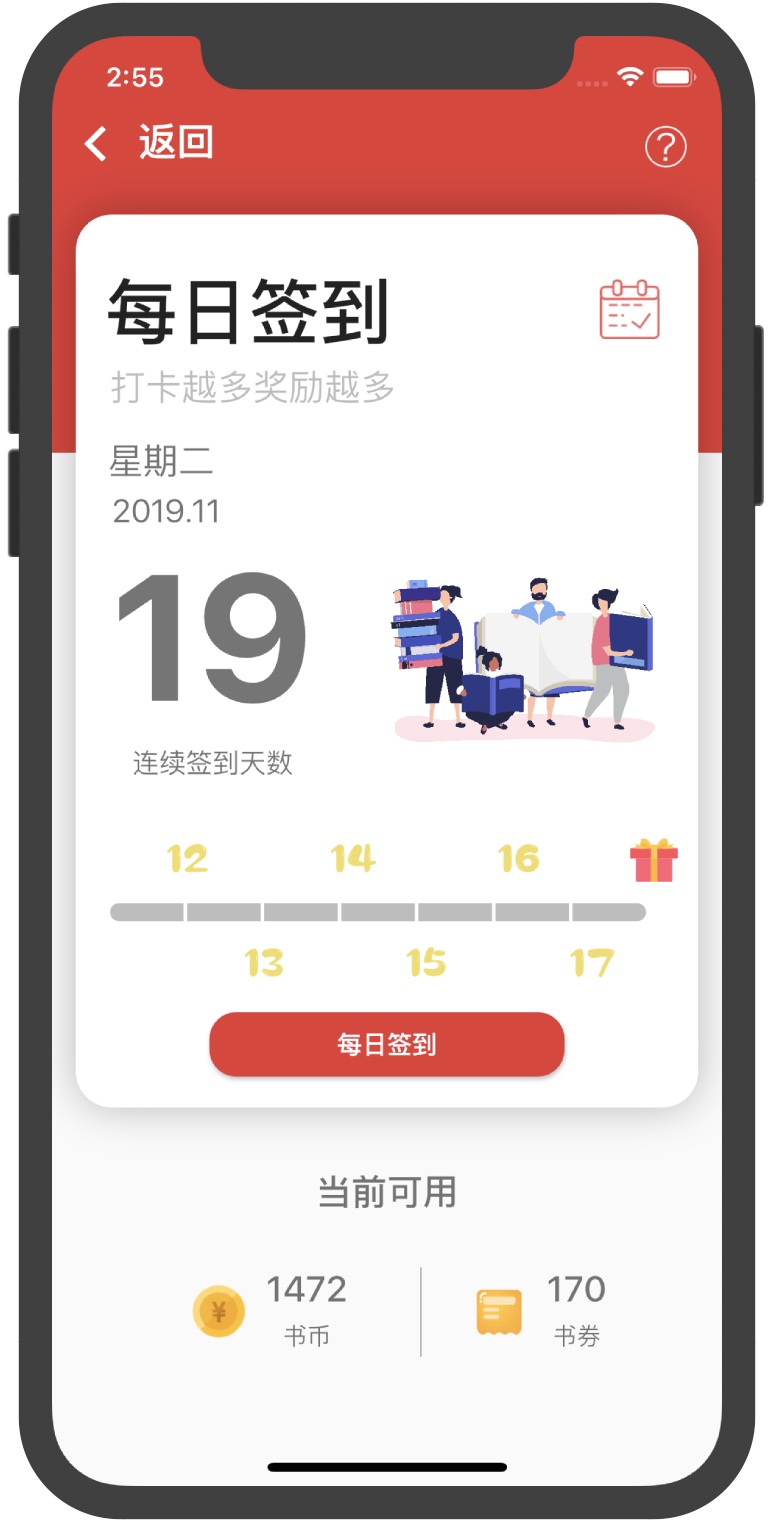 2:55
返回
?
每日签到
打卡越多奖励越多
星期二
2019.11
19
连续签到天数
12 14 16
13 15 17
每日签到
当前可用
¥ 1472 170
书币 书券